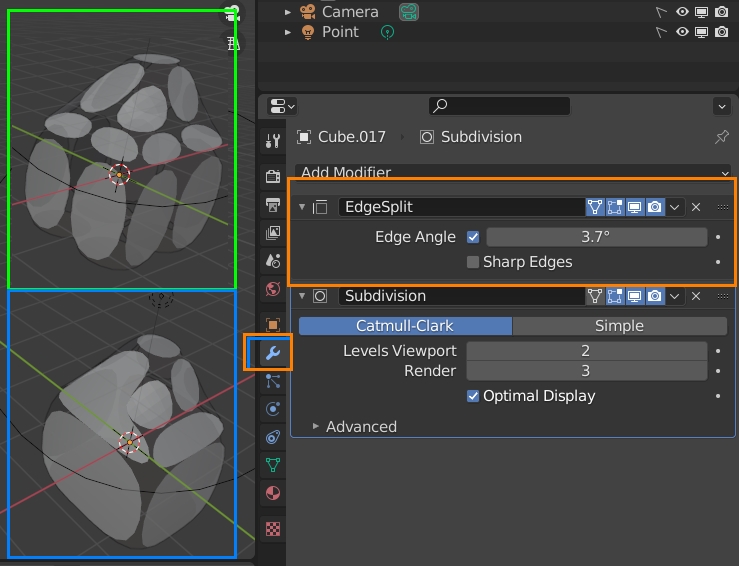 Camera
Point
Cube.017 Subdivision
Add Modifier
EdgeSplit
Edge Angle 3.7°
Sharp Edges
Subdivision
Catmull-Clark Simple
Levels Viewport 2
Render 3
Optimal Display
Advanced